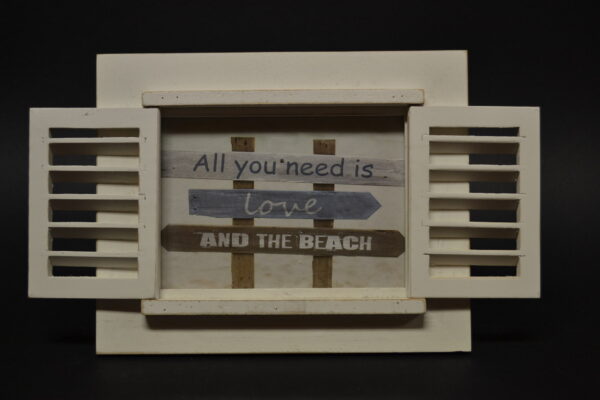 All you need is
love
AND THE BEACH